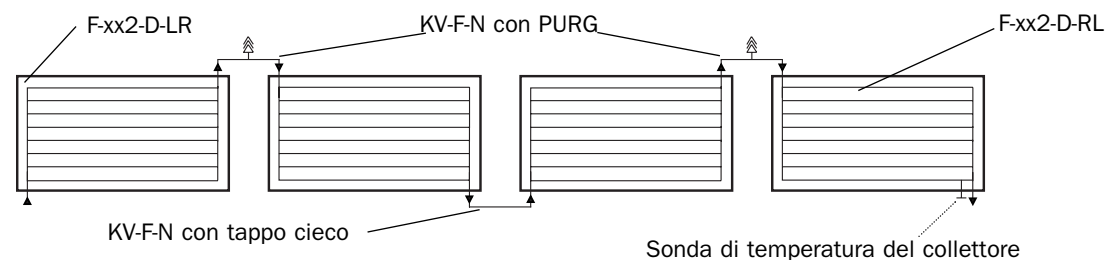 F-xx2-D-LR
KV-F-N con PURG
F-xx2-D-RL
KV-F-N con tappo cieco
Sonda di temperatura del collettore